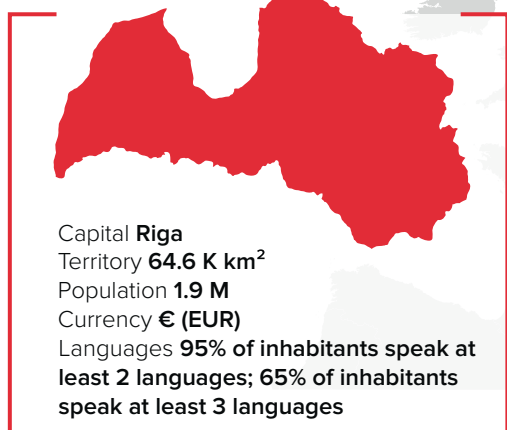 Capital Riga
Territory 64.6 K km²
Population 1.9 M
Currency € (EUR)
Languages 95% of inhabitants speak at
least 2 languages; 65% of inhabitants
speak at least 3 languages